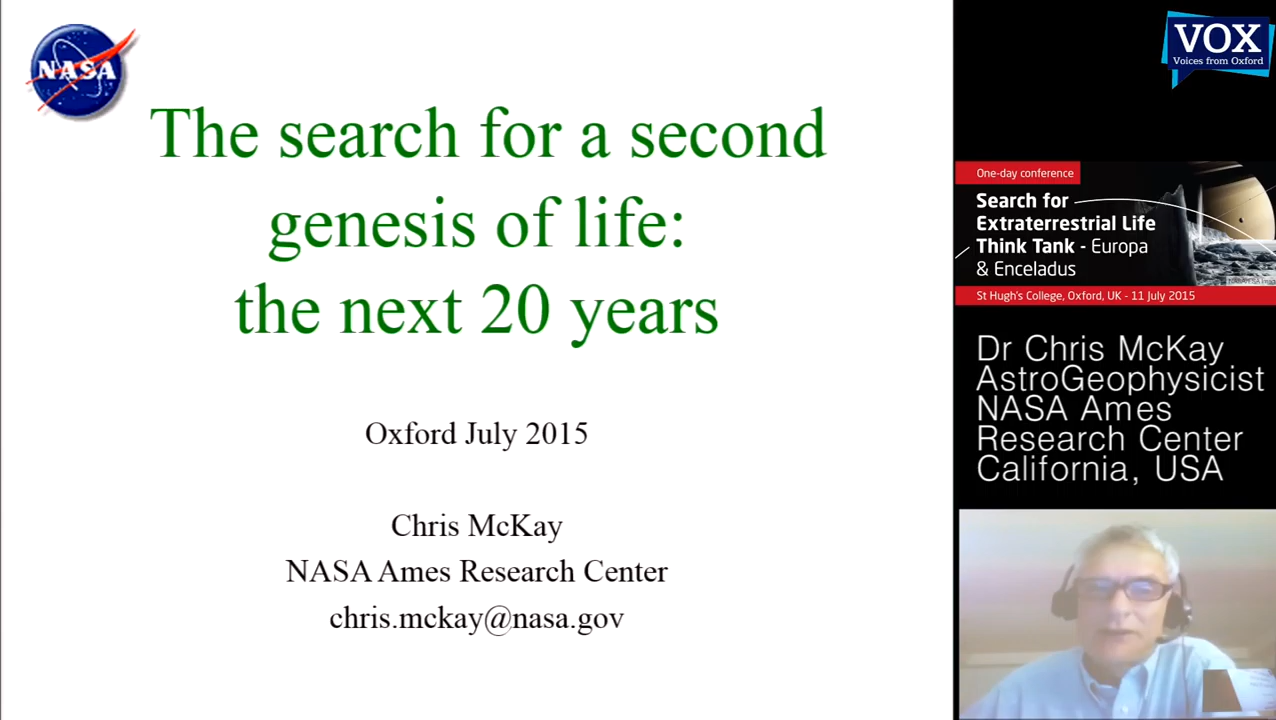 NASA
The search for a second
genesis of life:
the next 20 years
Oxford July 2015
Chris McKay
NASA Ames Research Center
chris.mckay@nasa.gov
VOX
Voices from Oxford
One-day conference
Search for
Extraterrestrial Life
Think Tank - Europa
& Enceladus
St Hugh's College, Oxford, UK - 11 July 2015
Dr Chris McKay
AstroGeophysicist
NASA Ames
Research Center
California, USA